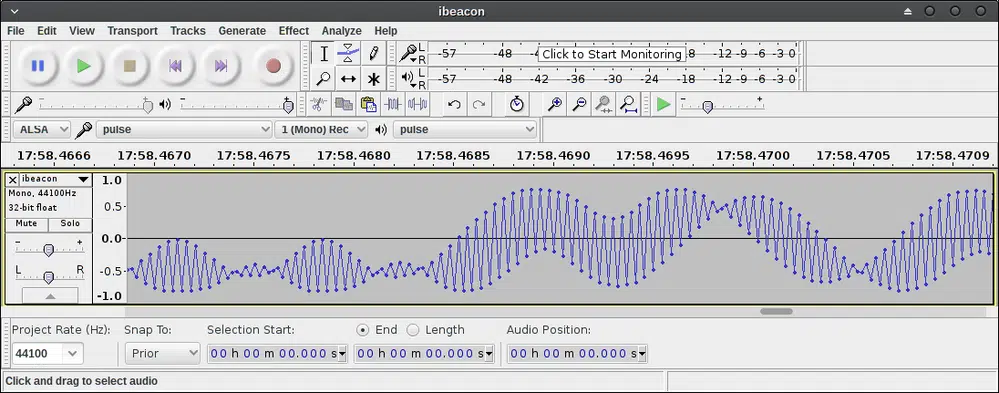 ibeacon
File Edit View Transport Tracks Generate Effect Analyze Help
L R -57 -48 -42 Click to Start Monitoring -18 -12 -9 -6 -3 0
L R -57 -48 -42 -36 -30 -24 -18 -12 -9 -6 -3 0
- + - + - +
ALSA pulse 1 (Mono) Rec pulse
17:58.4666 17:58.4670 17:58.4675 17:58.4680 17:58.4685 17:58.4690 17:58.4695 17:58.4700 17:58.4705 17:58.4709
ibeacon 1.0
Mono, 44100Hz
32-bit float 0.5-
Mute Solo
- + 0.0-
L R -0.5-
-1.0
Project Rate (Hz): Snap To: Selection Start: End Length Audio Position:
44100 Prior 00 h 00 m 00.000 s 00 h 00 m 00.000 s 00 h 00 m 00.000 s
Click and drag to select audio